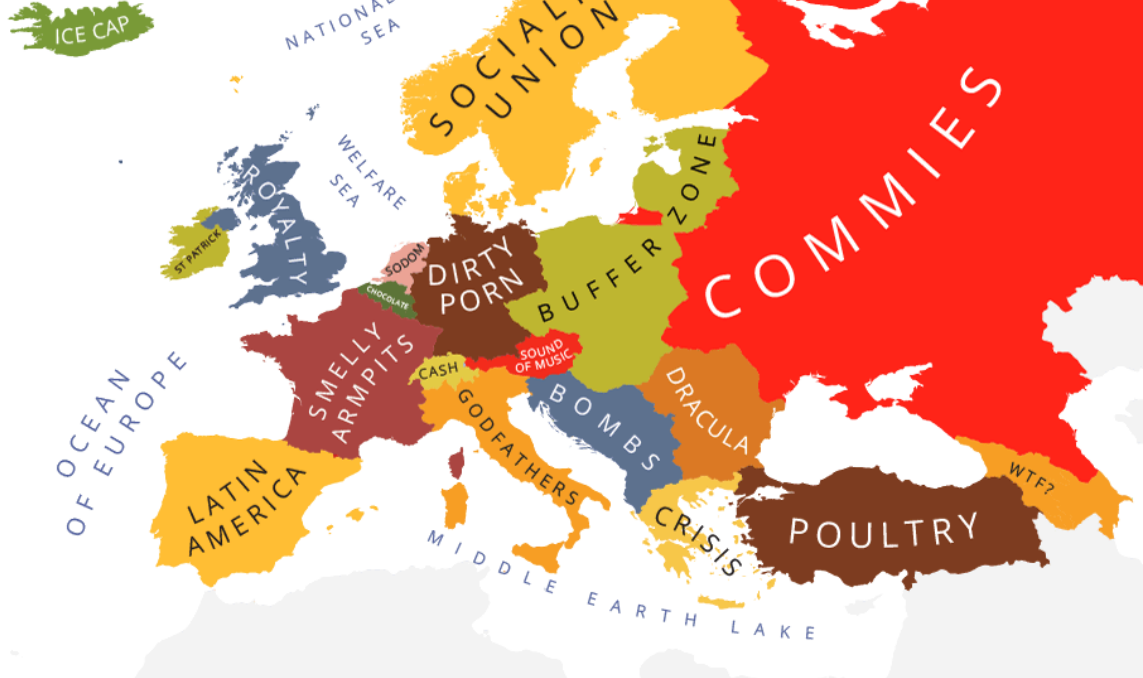 ICE CAP
NATIONAL
SEA
SOCIAL
UNION
WELFARE
SEA
ROYALTY
ST PATRICK
SODOM
CHOCOLATE
DIRTY
PORN
BUFFER ZONE
COMMIES
SMELLY
ARMPITS
CASH
SOUND
OF MUSIC
GODFATHERS
BOMBS
DRACULA
OCEAN
OF EUROPE
LATIN
AMERICA
CRISIS
POULTRY
WTF?
MIDDLE EARTH LAKE